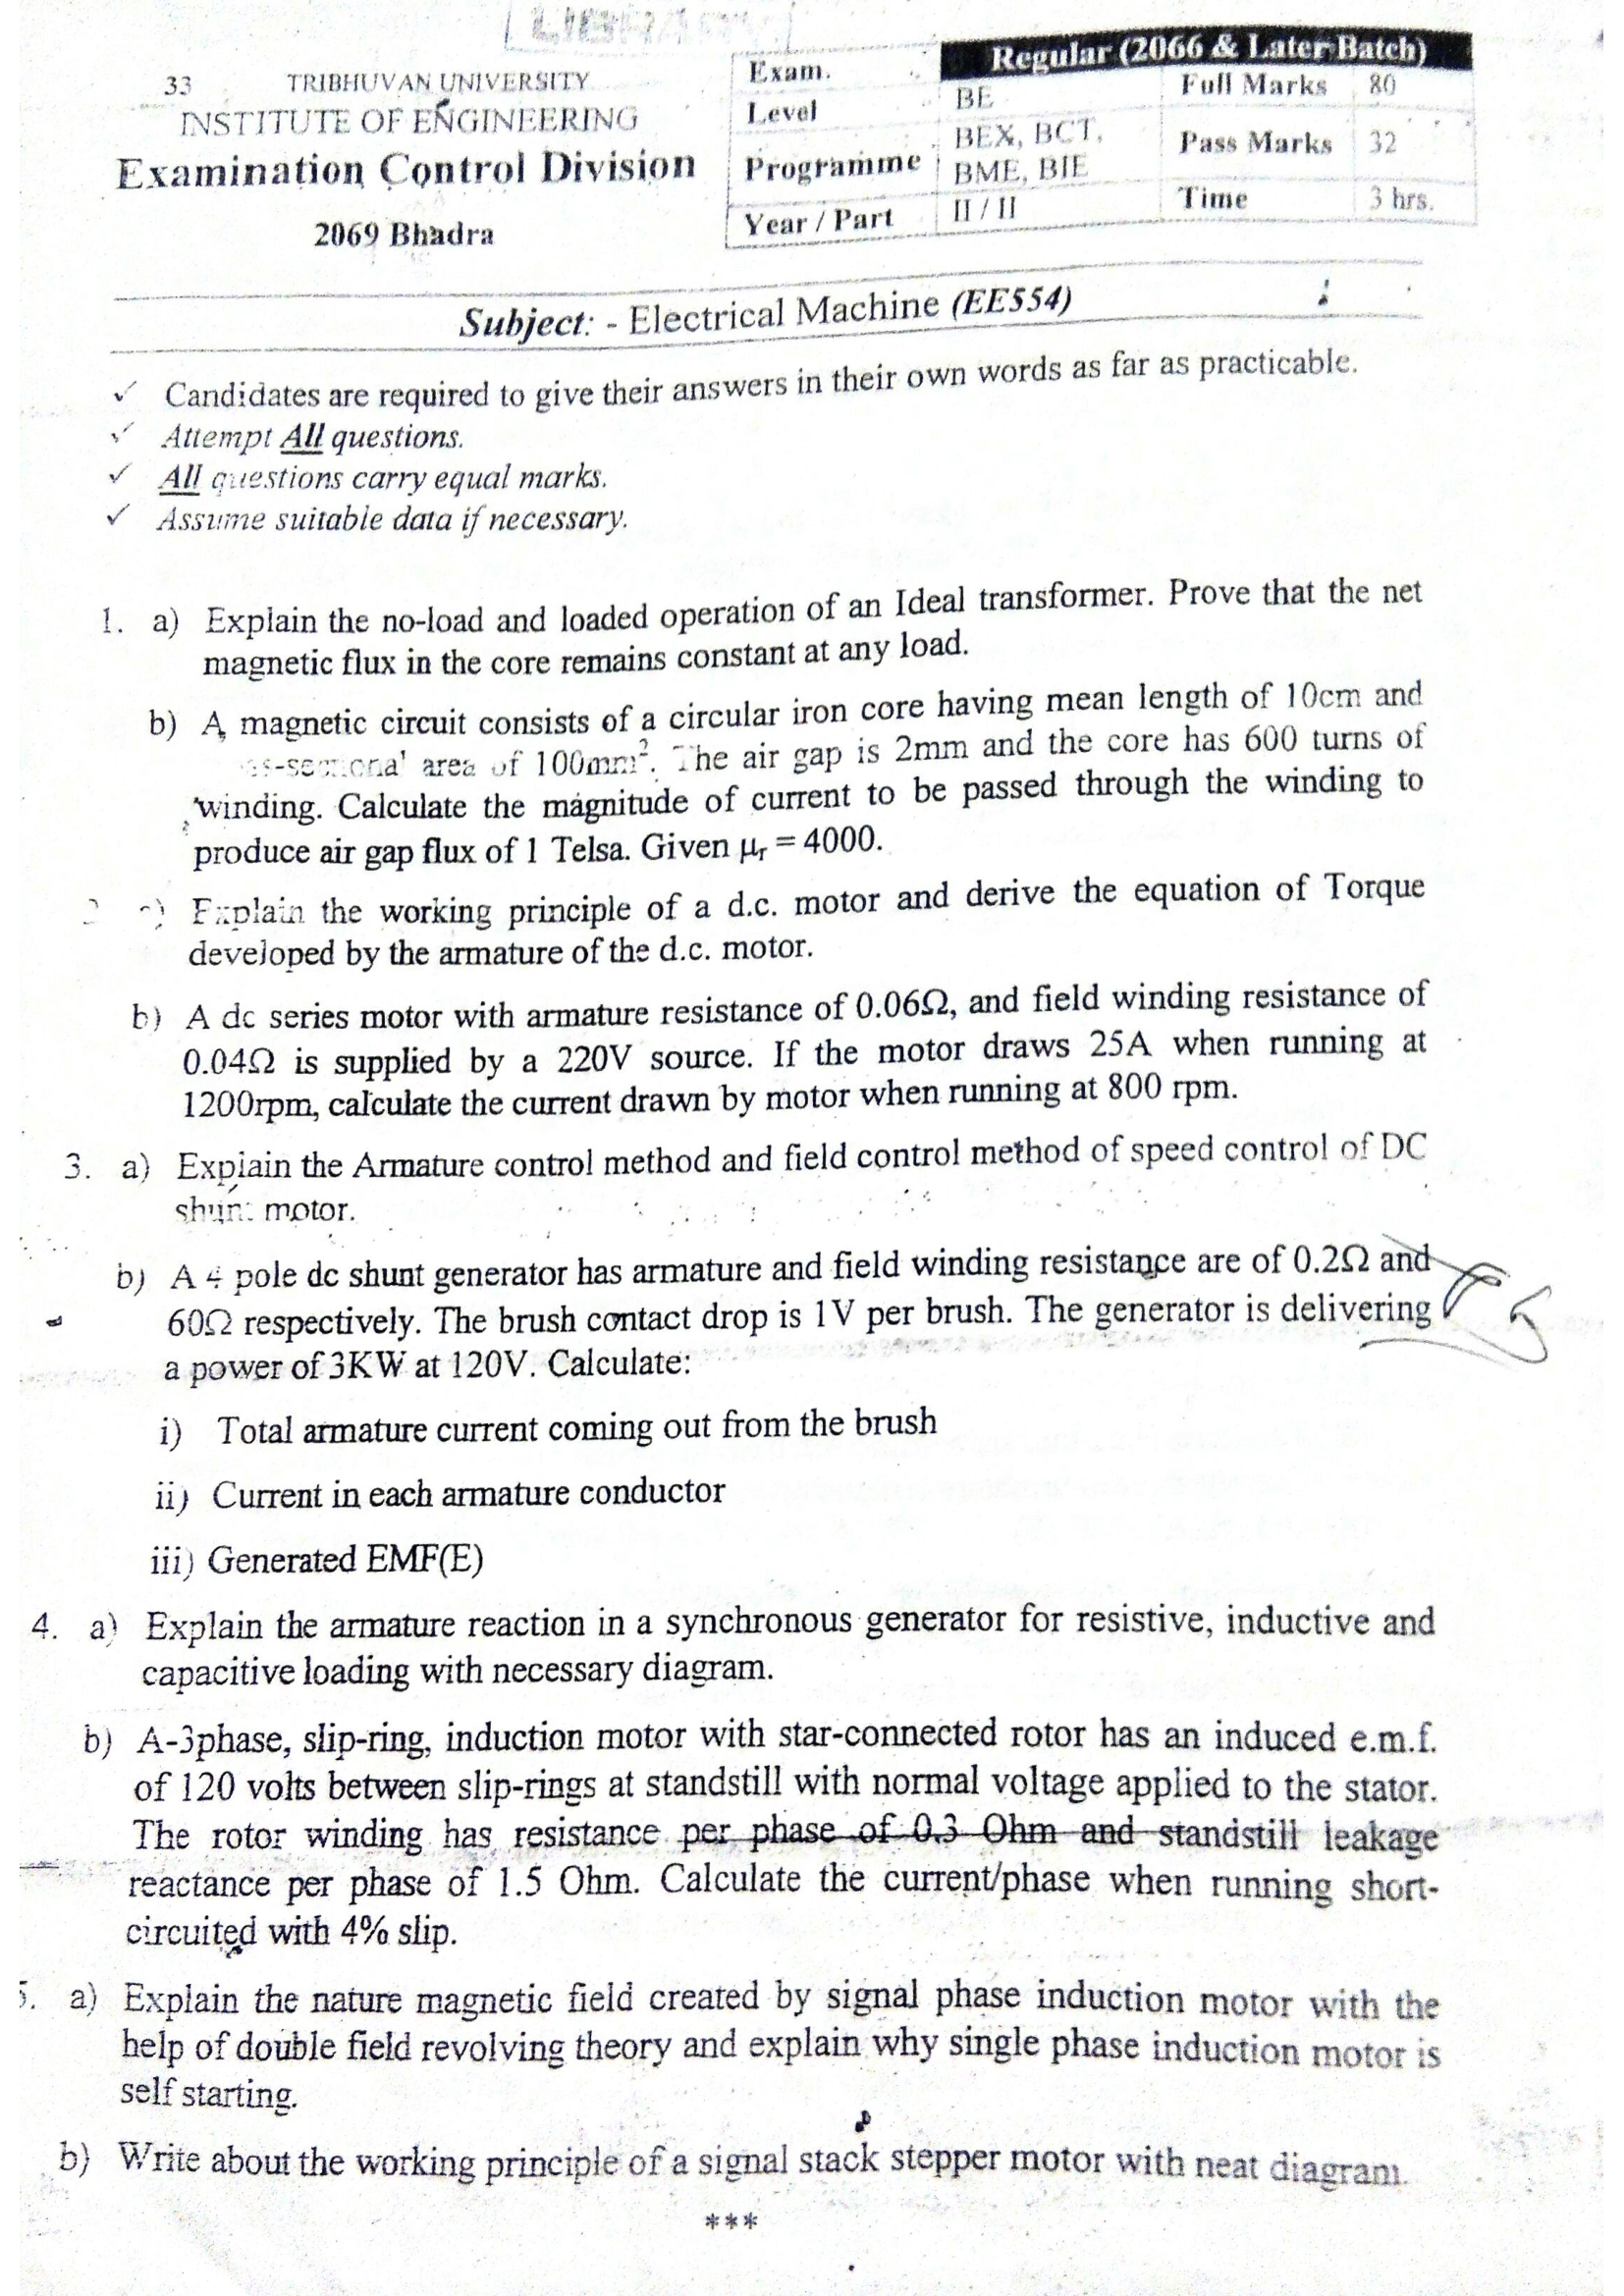 LIBRARY
33 TRIBHUVAN UNIVERSITY
INSTITUTE OF ENGINEERING
Examination Control Division
2069 Bhadra
Exam. Regular (2066 & Later Batch)
Level BE Full Marks 80
Programme BEX, BCT, BME, BIE Pass Marks 32
Year / Part II / II Time 3 hrs.
Subject: - Electrical Machine (EE554)
✓ Candidates are required to give their answers in their own words as far as practicable.
✓ Attempt All questions.
✓ All questions carry equal marks.
✓ Assume suitable data if necessary.
1. a) Explain the no-load and loaded operation of an Ideal transformer. Prove that the net
magnetic flux in the core remains constant at any load.
b) A magnetic circuit consists of a circular iron core having mean length of 10cm and
area of 100mm². The air gap is 2mm and the core has 600 turns of
winding. Calculate the magnitude of current to be passed through the winding to
produce air gap flux of 1 Telsa. Given μr = 4000.
Explain the working principle of a d.c. motor and derive the equation of Torque
developed by the armature of the d.c. motor.
b) A dc series motor with armature resistance of 0.06Ω, and field winding resistance of
0.04Ω is supplied by a 220V source. If the motor draws 25A when running at
1200rpm, calculate the current drawn by motor when running at 800 rpm.
3. a) Explain the Armature control method and field control method of speed control of DC
shunt motor.
b) A 4 pole dc shunt generator has armature and field winding resistance are of 0.2Ω and
60Ω respectively. The brush contact drop is 1V per brush. The generator is delivering
a power of 3KW at 120V. Calculate:
i) Total armature current coming out from the brush
ii) Current in each armature conductor
iii) Generated EMF(E)
4. a) Explain the armature reaction in a synchronous generator for resistive, inductive and
capacitive loading with necessary diagram.
b) A-3phase, slip-ring, induction motor with star-connected rotor has an induced e.m.f.
of 120 volts between slip-rings at standstill with normal voltage applied to the stator.
The rotor winding has resistance per phase of 0.3 Ohm and standstill leakage
reactance per phase of 1.5 Ohm. Calculate the current/phase when running short-
circuited with 4% slip.
5. a) Explain the nature magnetic field created by signal phase induction motor with the
help of double field revolving theory and explain why single phase induction motor is
self starting.
b) Write about the working principle of a signal stack stepper motor with neat diagram.
***